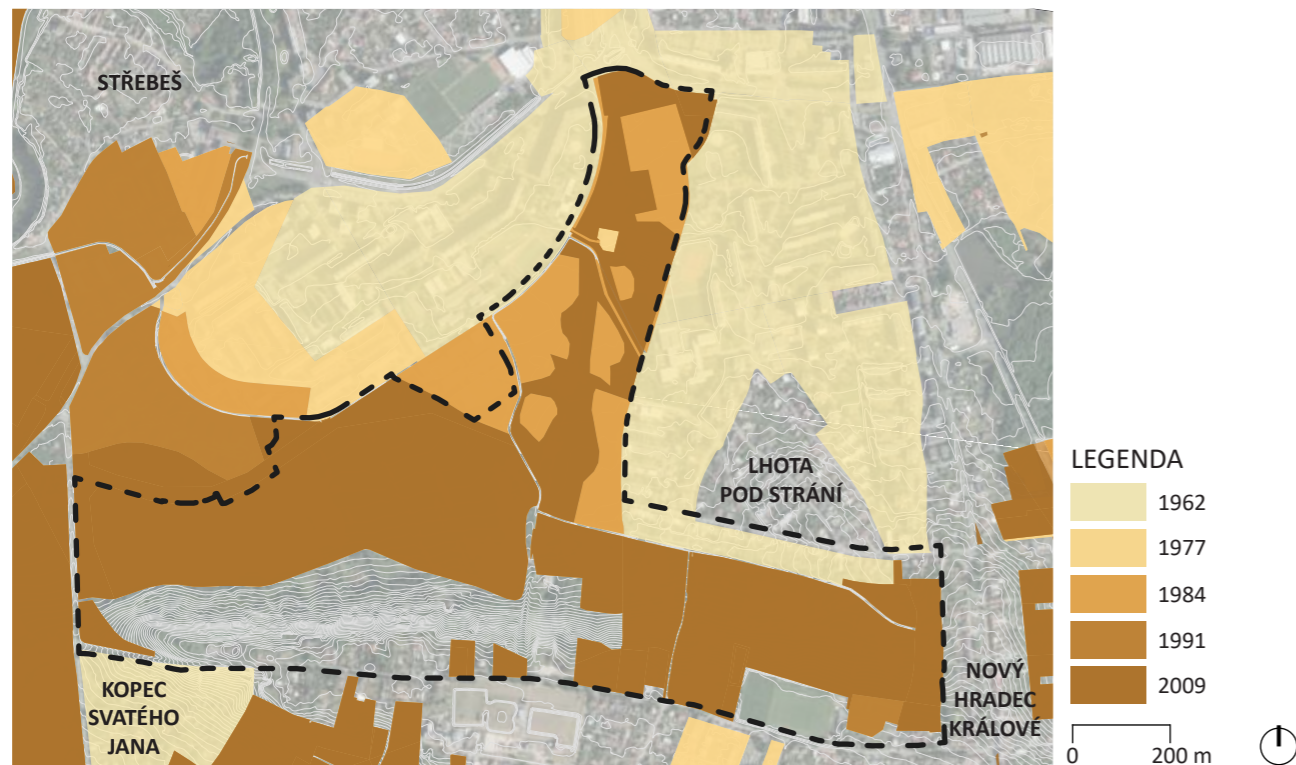 STŘEBEŠ
LHOTA
POD STRÁNÍ
KOPEC
SVATÉHO
JANA
NOVÝ
HRADEC
KRÁLOVÉ
LEGENDA
1962
1977
1984
1991
2009
0 200 m